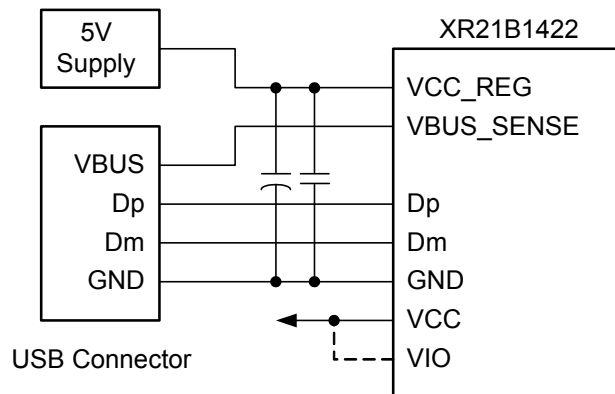 5V
Supply
XR21B1422
VCC_REG
VBUS_SENSE
VBUS
Dp
Dp
Dm
Dm
GND
GND
VCC
VIO
USB Connector